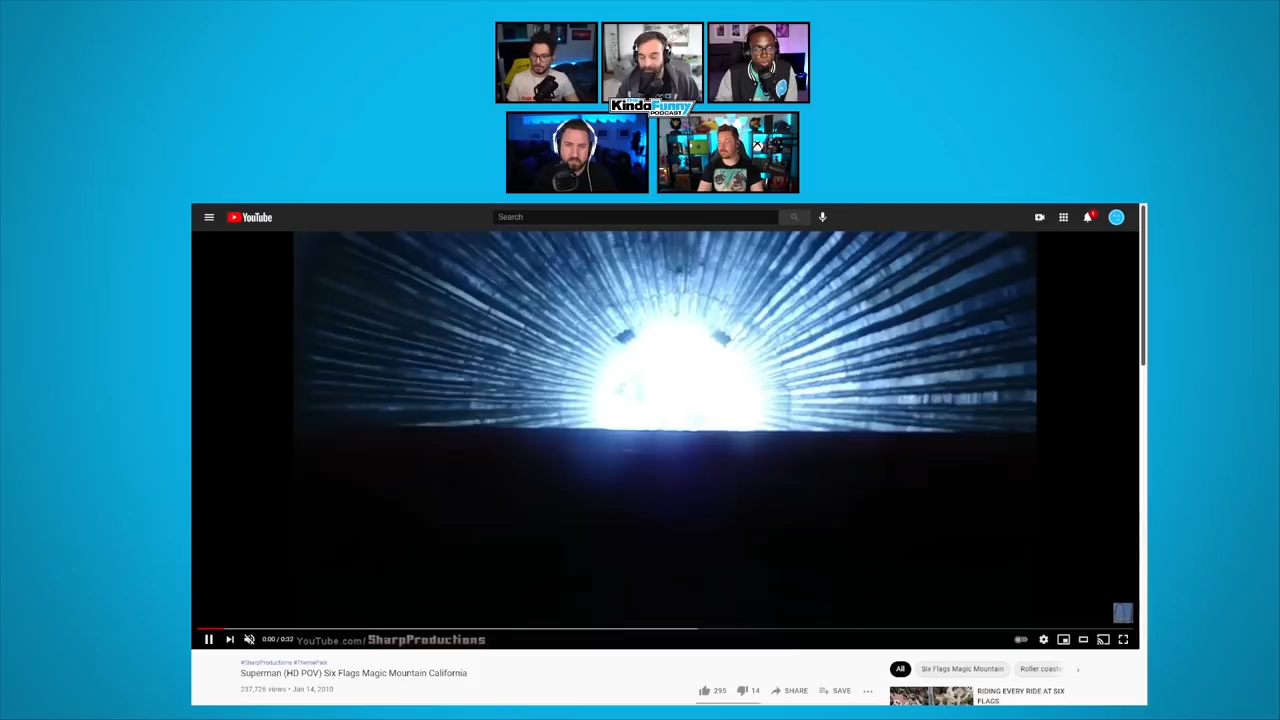 KindaFunny
PODCAST
YouTube
Search
1
0:00 / 0:32
YouTube.com/SharpProductions
#SharpProductions #ThemePark
Superman (HD POV) Six Flags Magic Mountain California
237,726 views • Jan 14, 2010
295
14
SHARE
SAVE
All
Six Flags Magic Mountain
Roller coaste
RIDING EVERY RIDE AT SIX
FLAGS